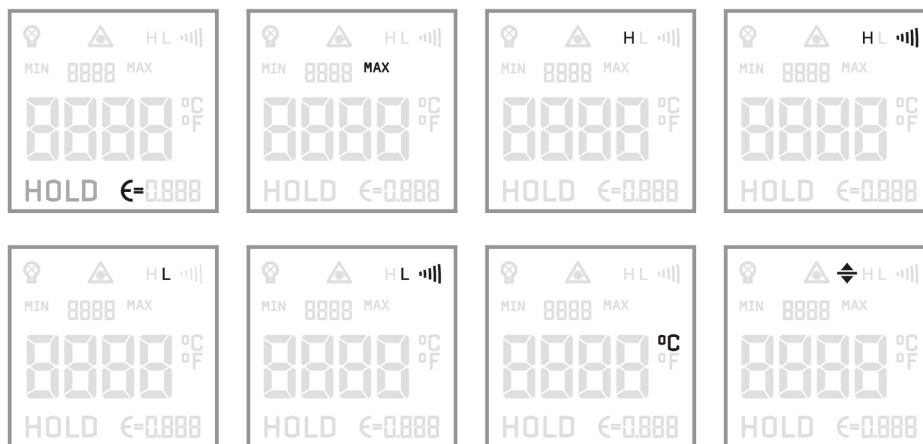 H L H L H L H L
MIN 8888 MAX MIN 8888 MAX MIN 8888 MAX MIN 8888 MAX
8888 °C °F 8888 °C °F 8888 °C °F 8888 °C °F
HOLD ϵ=0.888 HOLD ϵ=0.888 HOLD ϵ=0.888 HOLD ϵ=0.888
H L H L H L H L
MIN 8888 MAX MIN 8888 MAX MIN 8888 MAX MIN 8888 MAX
8888 °C °F 8888 °C °F 8888 °C °F 8888 °C °F
HOLD ϵ=0.888 HOLD ϵ=0.888 HOLD ϵ=0.888 HOLD ϵ=0.888